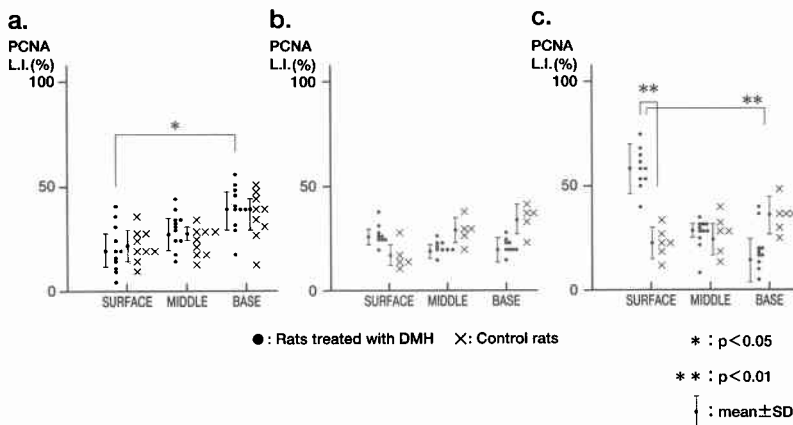 a.
PCNA
L.I.(%)
100
50
0
SURFACE MIDDLE BASE
*
b.
PCNA
L.I.(%)
100
50
0
SURFACE MIDDLE BASE
c.
PCNA
L.I.(%)
100
50
0
SURFACE MIDDLE BASE
**
**
●: Rats treated with DMH ×: Control rats
* : p<0.05
** : p<0.01
: mean±SD